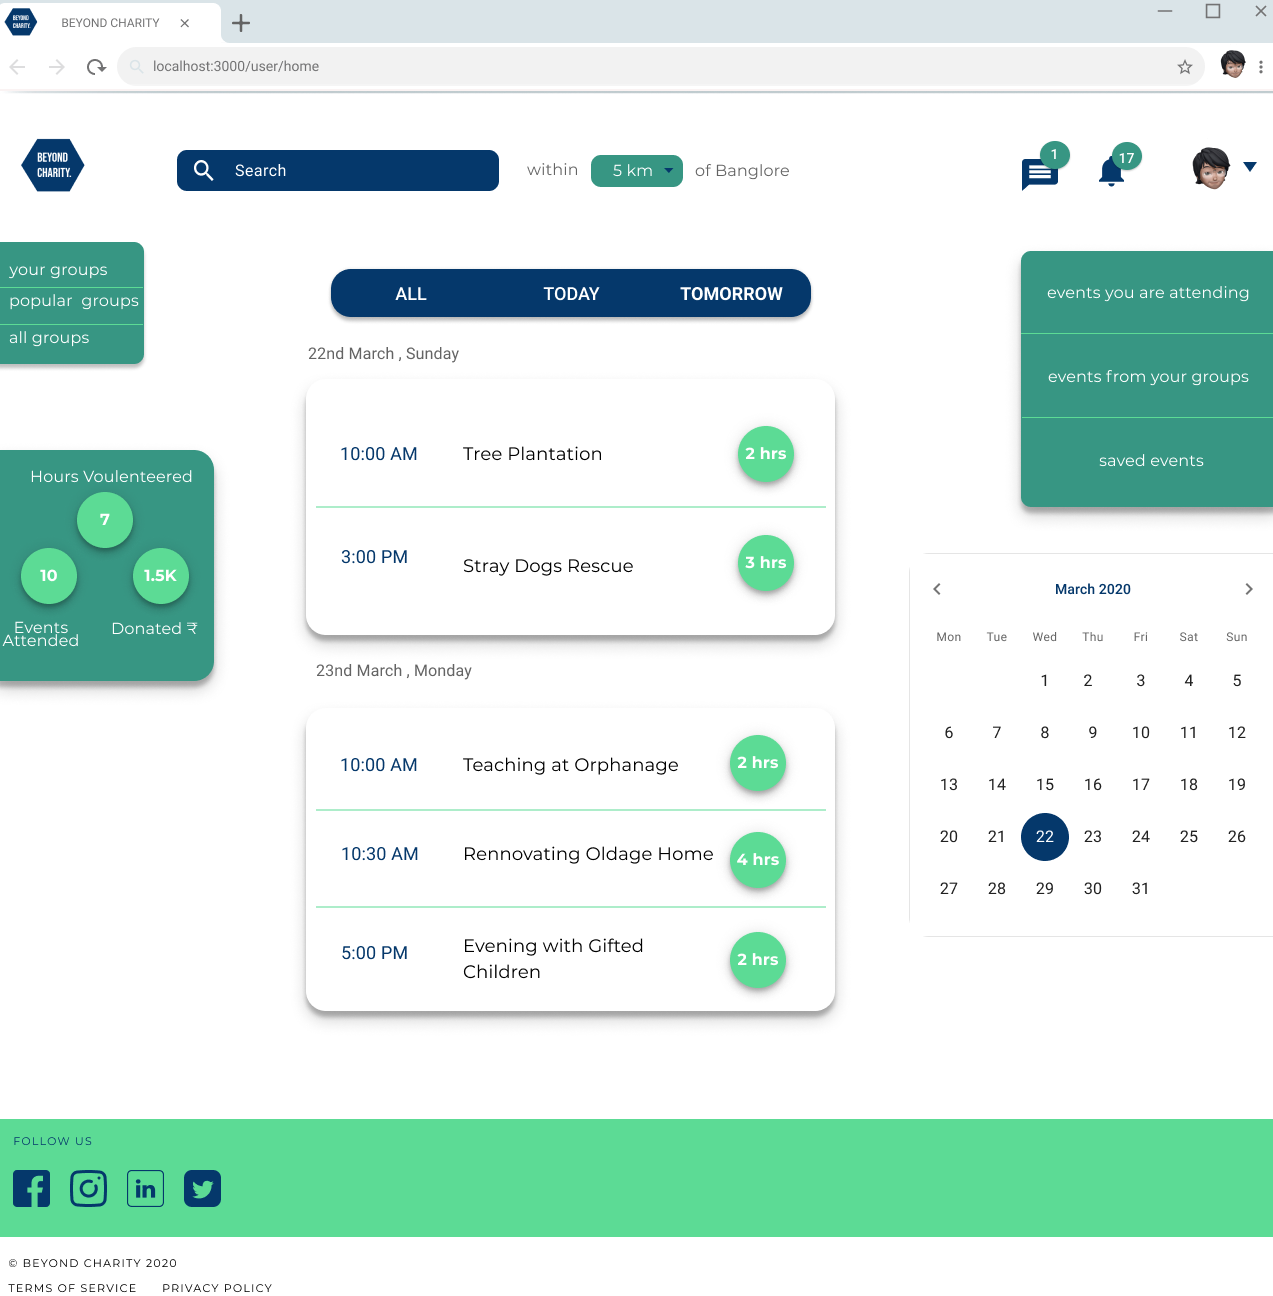 BEYOND CHARITY.
BEYOND CHARITY
localhost:3000/user/home
BEYOND
CHARITY.
Search
within
5 km
of Banglore
1
17
your groups
popular  groups
all groups
ALL
TODAY
TOMORROW
events you are attending
events from your groups
saved events
22nd March , Sunday
10:00 AM
Tree Plantation
2 hrs
3:00 PM
Stray Dogs Rescue
3 hrs
Hours Voulenteered
7
10
1.5K
Events
Attended
Donated ₹
23nd March , Monday
10:00 AM
Teaching at Orphanage
2 hrs
10:30 AM
Rennovating Oldage Home
4 hrs
5:00 PM
Evening with Gifted
Children
2 hrs
March 2020
Mon Tue Wed Thu Fri Sat Sun
1 2 3 4 5
6 7 8 9 10 11 12
13 14 15 16 17 18 19
20 21 22 23 24 25 26
27 28 29 30 31
FOLLOW US
in
© BEYOND CHARITY 2020
TERMS OF SERVICE
PRIVACY POLICY